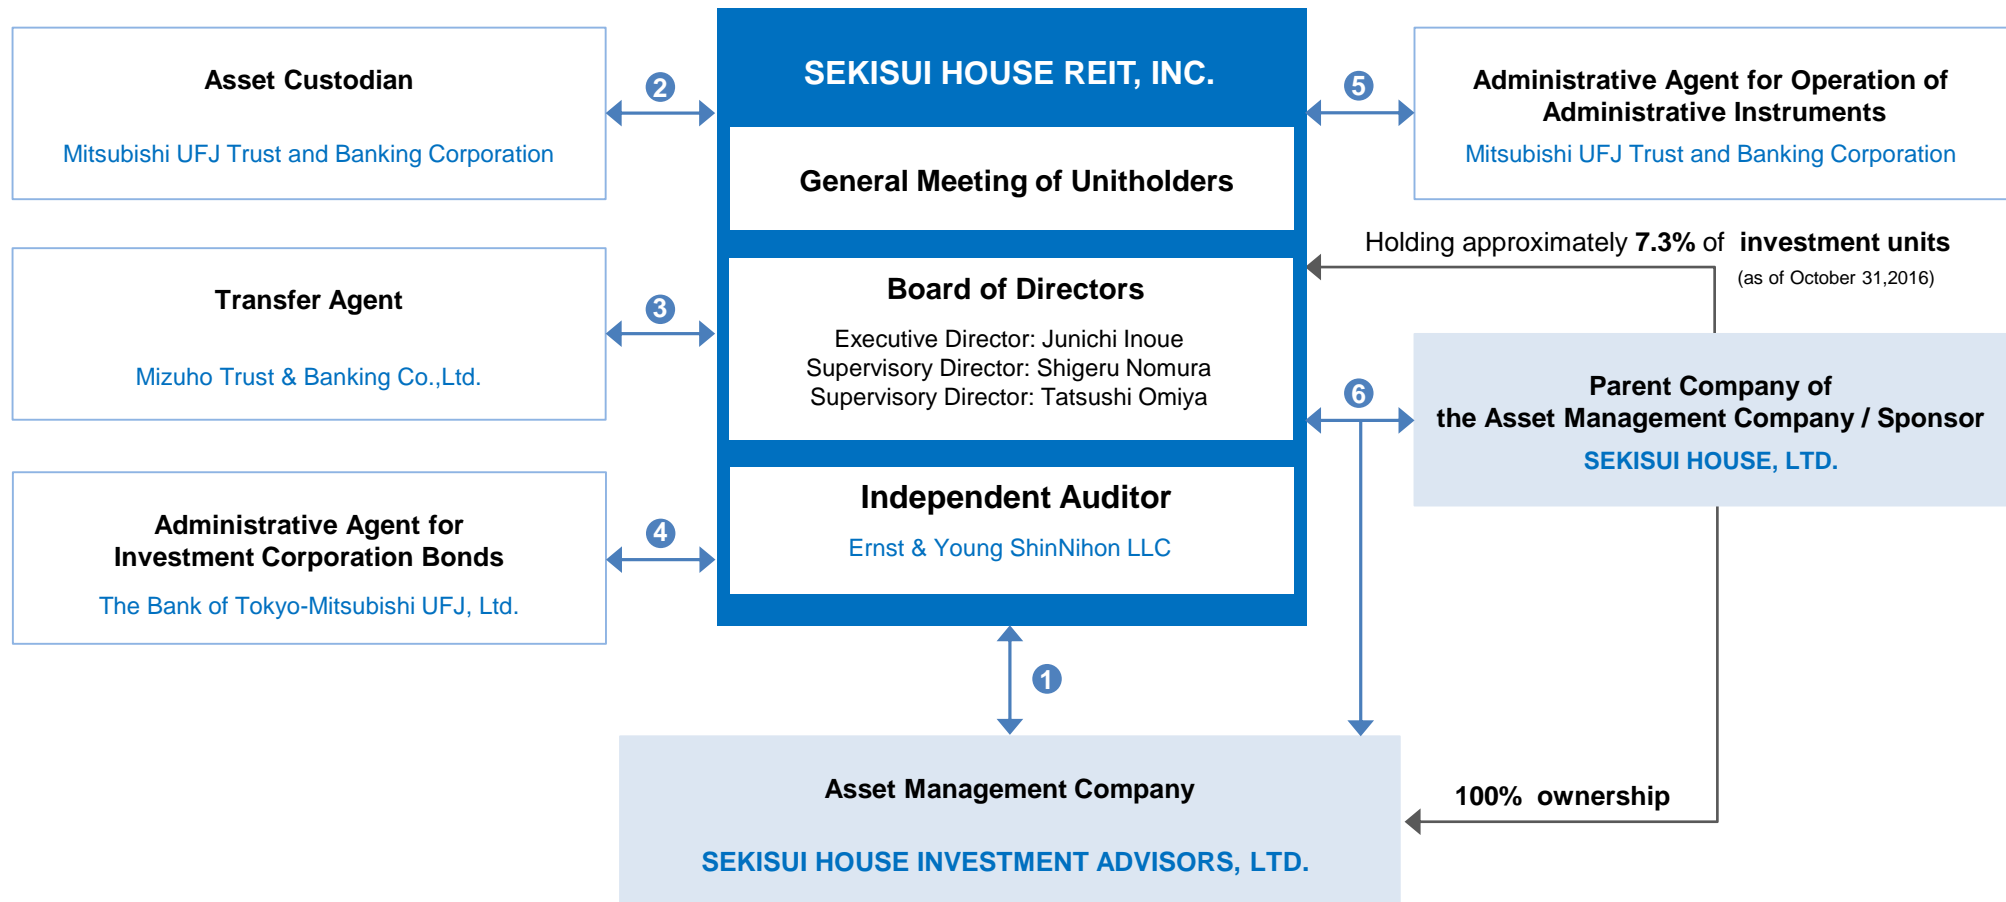 Asset Custodian
Mitsubishi UFJ Trust and Banking Corporation
2
SEKISUI HOUSE REIT, INC.
5
Administrative Agent for Operation of
Administrative Instruments
Mitsubishi UFJ Trust and Banking Corporation
General Meeting of Unitholders
Holding approximately 7.3% of investment units
(as of October 31,2016)
Transfer Agent
Mizuho Trust & Banking Co.,Ltd.
3
Board of Directors
Executive Director: Junichi Inoue
Supervisory Director: Shigeru Nomura
Supervisory Director: Tatsushi Omiya
6
Parent Company of
the Asset Management Company / Sponsor
SEKISUI HOUSE, LTD.
Administrative Agent for
Investment Corporation Bonds
The Bank of Tokyo-Mitsubishi UFJ, Ltd.
4
Independent Auditor
Ernst & Young ShinNihon LLC
1
Asset Management Company
SEKISUI HOUSE INVESTMENT ADVISORS, LTD.
100% ownership